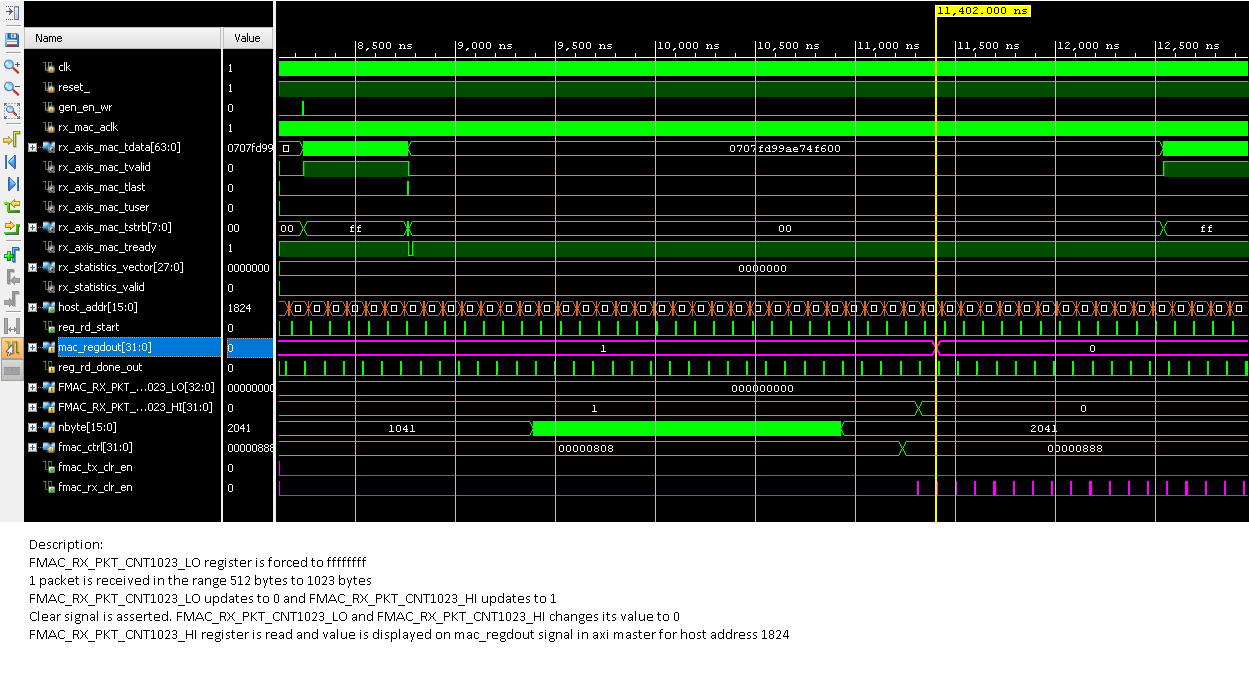 11,402.000 ns
Name Value
8,500 ns 9,000 ns 9,500 ns 10,000 ns 10,500 ns 11,000 ns 11,500 ns 12,000 ns 12,500 ns
clk 1
reset_ 1
gen_en_wr 0
rx_mac_aclk 1
rx_axis_mac_tdata[63:0] 0707fd99 0707fd99ae74f600
rx_axis_mac_tvalid 0
rx_axis_mac_tlast 0
rx_axis_mac_tuser 0
rx_axis_mac_tstrb[7:0] 00 00 ff 00 ff
rx_axis_mac_tready 1
rx_statistics_vector[27:0] 0000000 0000000
rx_statistics_valid 0
host_addr[15:0] 1824
reg_rd_start 0
mac_regdout[31:0] 0 1 0
reg_rd_done_out 0
FMAC_RX_PKT_...023_LO[32:0] 00000000 000000000
FMAC_RX_PKT_...023_HI[31:0] 0 1 0
nbyte[15:0] 2041 1041 2041
fmac_ctrl[31:0] 00000888 00000808 00000888
fmac_tx_clr_en 0
fmac_rx_clr_en 0
Description:
FMAC_RX_PKT_CNT1023_LO register is forced to ffffffff
1 packet is received in the range 512 bytes to 1023 bytes
FMAC_RX_PKT_CNT1023_LO updates to 0 and FMAC_RX_PKT_CNT1023_HI updates to 1
Clear signal is asserted. FMAC_RX_PKT_CNT1023_LO and FMAC_RX_PKT_CNT1023_HI changes its value to 0
FMAC_RX_PKT_CNT1023_HI register is read and value is displayed on mac_regdout signal in axi master for host address 1824